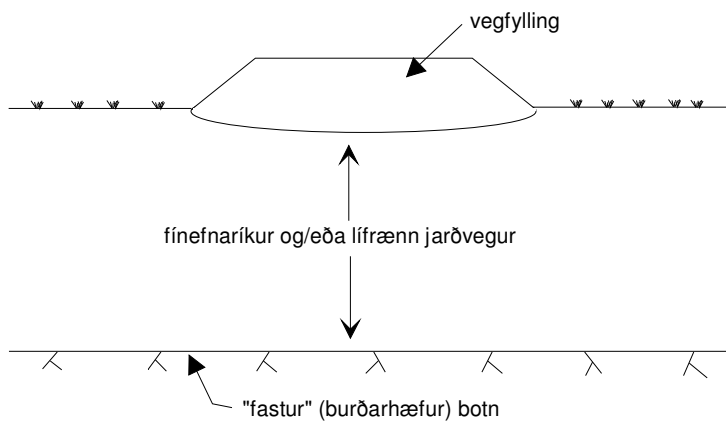 vegfylling
fínefnaríkur og/eða lífrænn jarðvegur
"fastur" (burðarhæfur) botn